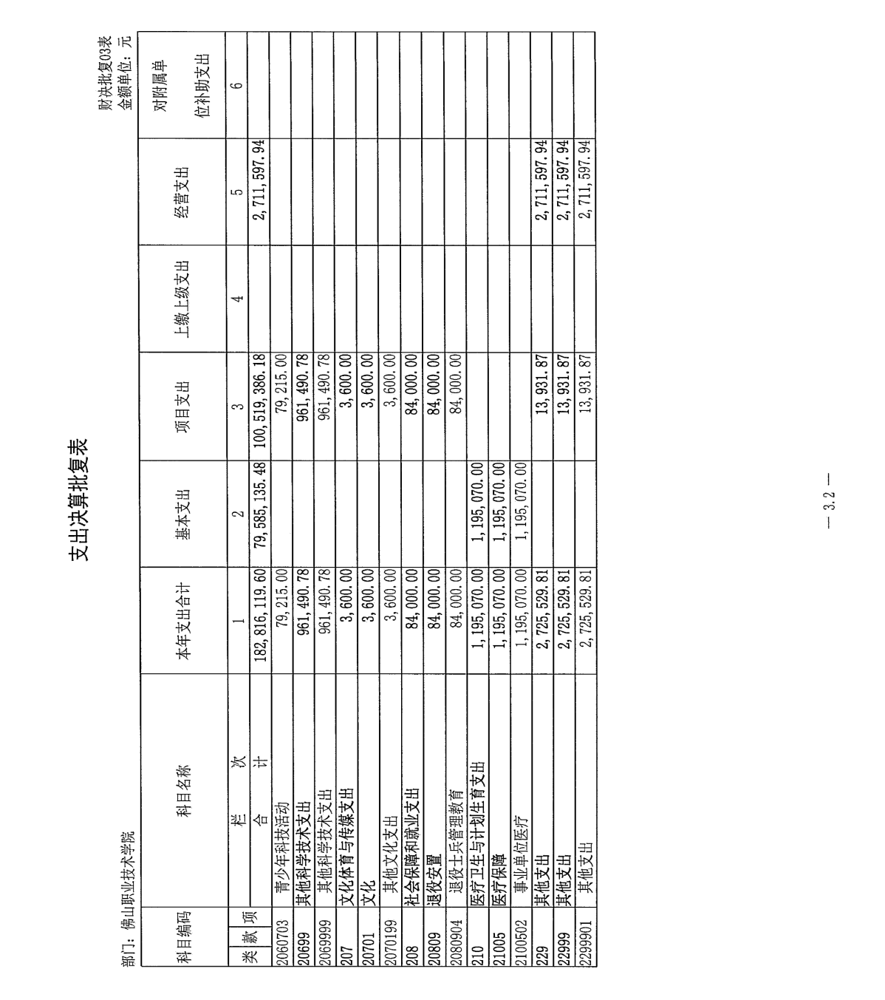 支出决算批复表
财决批复03表
部门：佛山职业技术学院 金额单位：元
科目编码 科目名称 本年支出合计 基本支出 项目支出 上缴上级支出 经营支出 对附属单位补助支出
类 款 项 栏 次 1 2 3 4 5 6
合 计 182,816,119.60 79,585,135.48 100,519,386.18 2,711,597.94
2060703 青少年科技活动 79,215.00 79,215.00
20699 其他科学技术支出 961,490.78 961,490.78
2069999 其他科学技术支出 961,490.78 961,490.78
207 文化体育与传媒支出 3,600.00 3,600.00
20701 文化 3,600.00 3,600.00
2070199 其他文化支出 3,600.00 3,600.00
208 社会保障和就业支出 84,000.00 84,000.00
20809 退役安置 84,000.00 84,000.00
2080904 退役士兵管理教育 84,000.00 84,000.00
210 医疗卫生与计划生育支出 1,195,070.00 1,195,070.00
21005 医疗保障 1,195,070.00 1,195,070.00
2100502 事业单位医疗 1,195,070.00 1,195,070.00
229 其他支出 2,725,529.81 13,931.87 2,711,597.94
22999 其他支出 2,725,529.81 13,931.87 2,711,597.94
2299901 其他支出 2,725,529.81 13,931.87 2,711,597.94
— 3.2 —